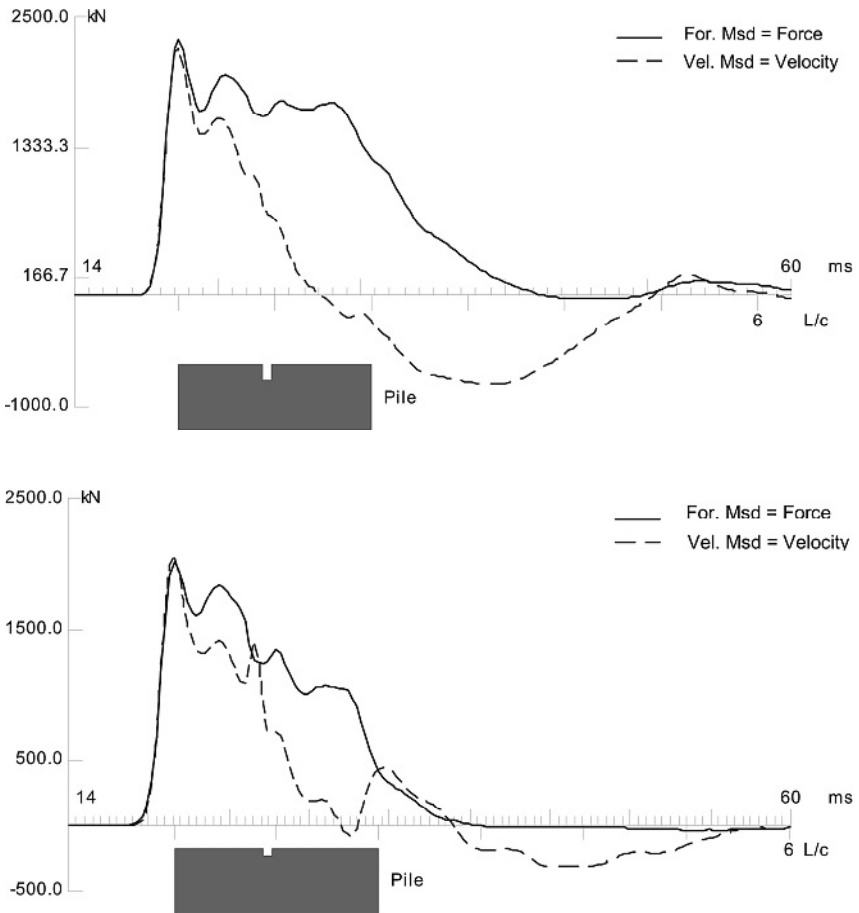 2500.0 kN
For. Msd = Force
Vel. Msd = Velocity
1333.3
14
60 ms
166.7
6 L/c
Pile
-1000.0
2500.0 kN
For. Msd = Force
Vel. Msd = Velocity
1500.0
500.0
14
60 ms
6 L/c
Pile
-500.0